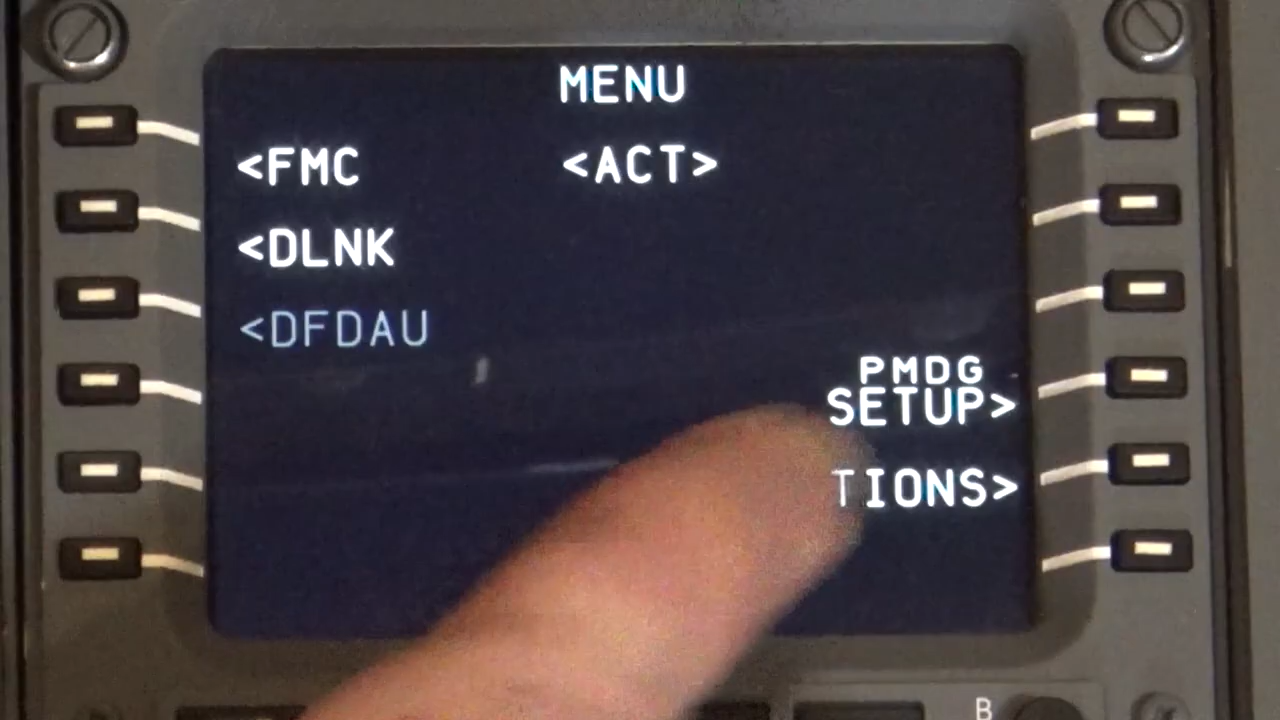 MENU
<FMC <ACT>
<DLNK
<DFDAU
PMDG
SETUP>
TIONS>
B